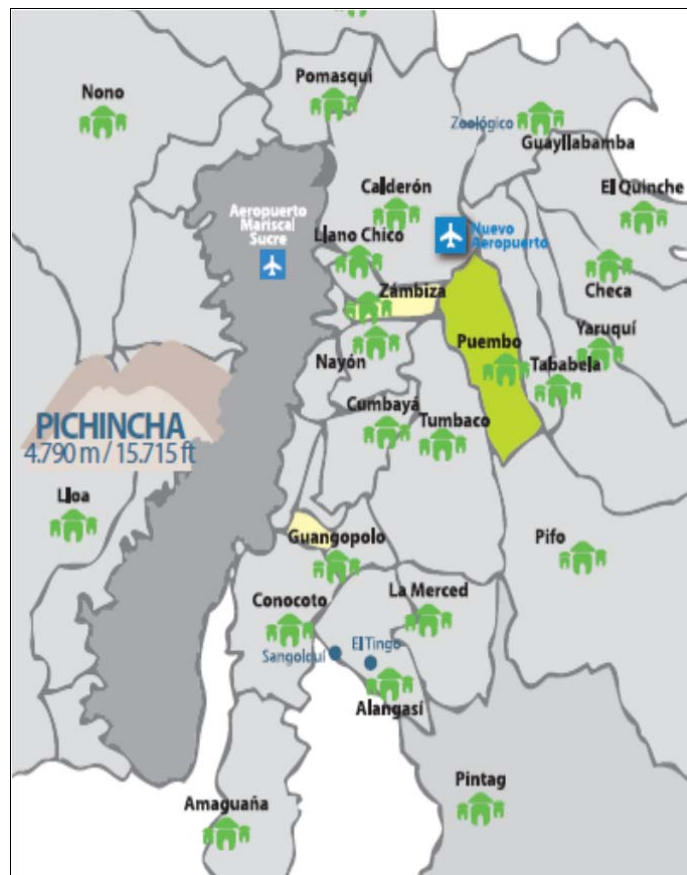 Pomasqui
Nono
Zoológico
Guayllabamba
Calderón
El Quinche
Aeropuerto
Mariscal
Sucre
Llano Chico
Nuevo
Aeropuerto
Zámbiza
Checa
Yaruquí
Puembo
Nayón
Tababela
Cumbayá
Tumbaco
PICHINCHA
4.790 m / 15.715 ft
Lloa
Guangopolo
Pifo
Conocoto
La Merced
El Tingo
Sangolquí
Alangasí
Pintag
Amaguaña